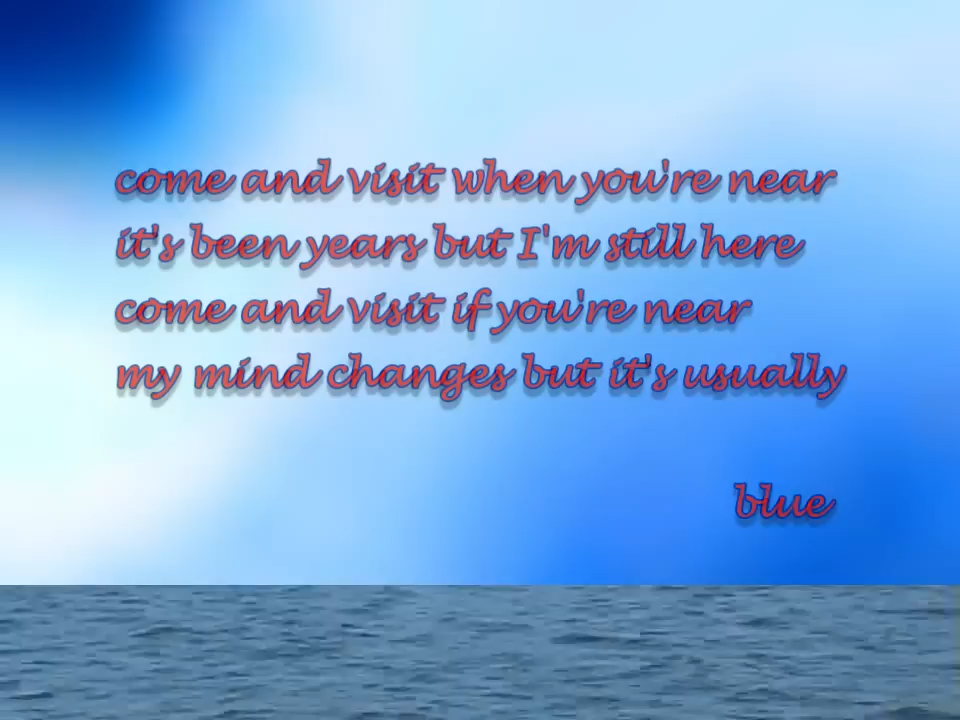 come and visit when you're near
it's been years but I'm still here
come and visit if you're near
my mind changes but it's usually
blue